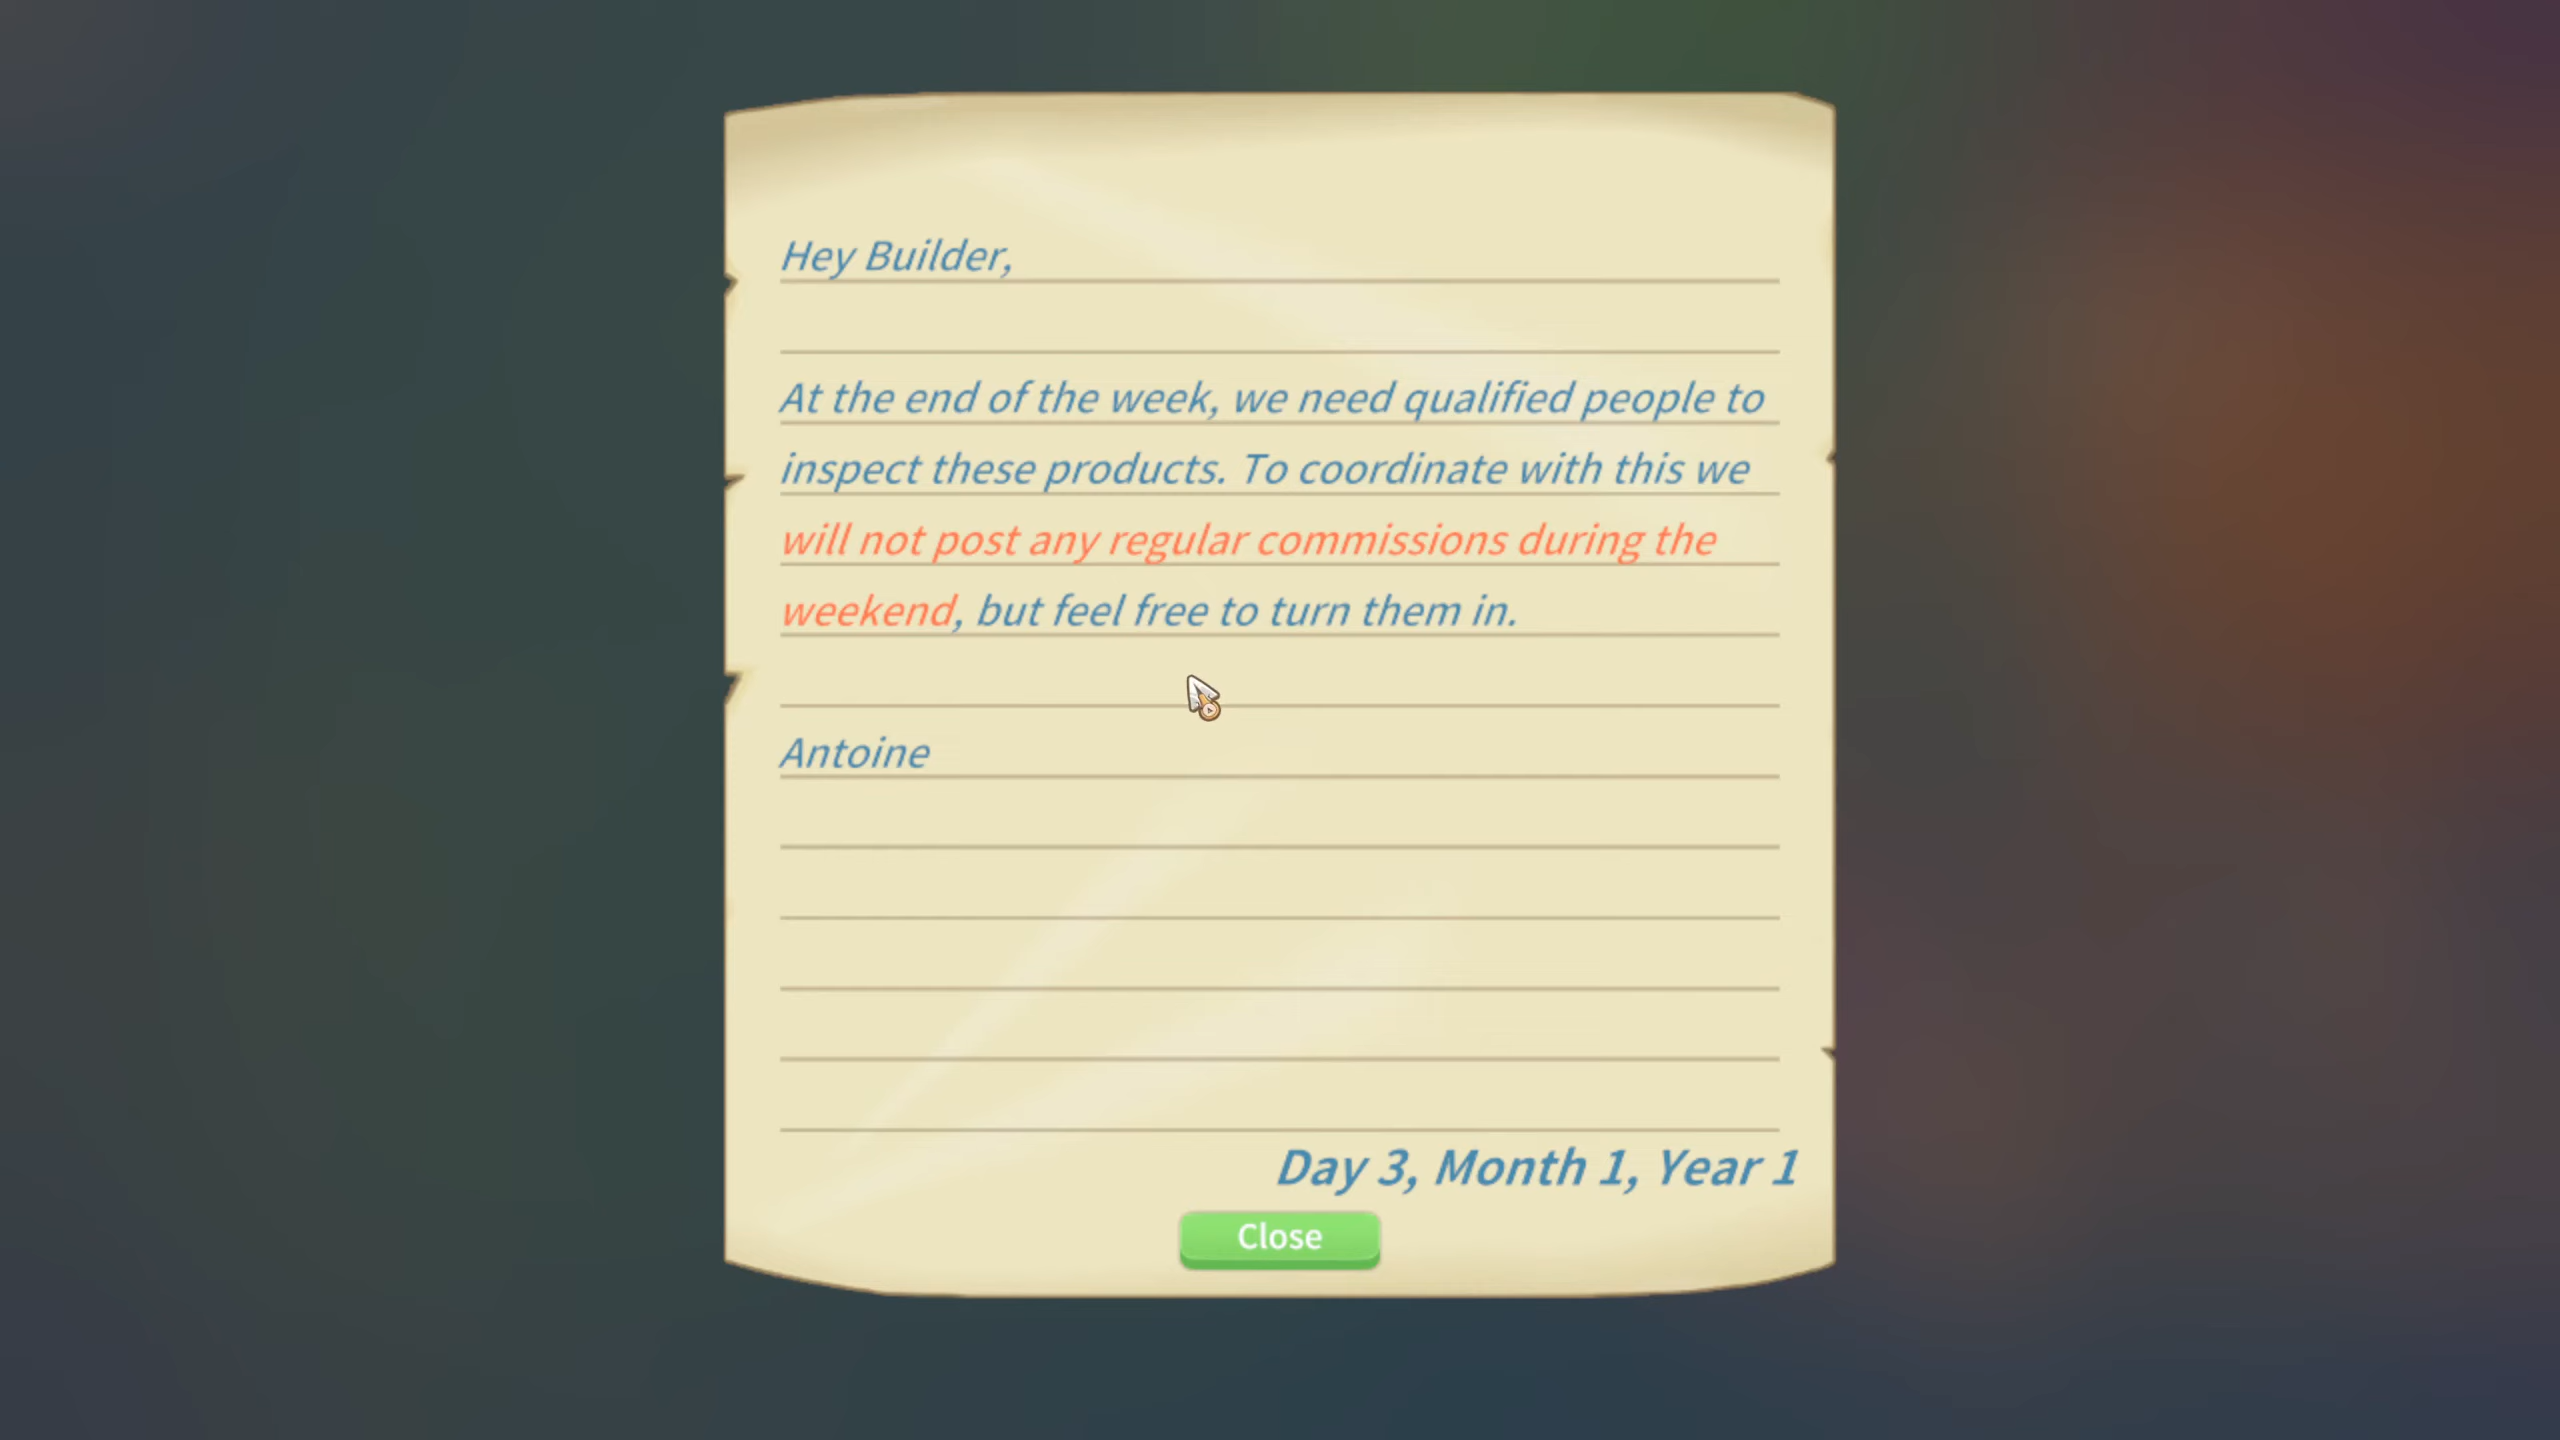 Hey Builder,
At the end of the week, we need qualified people to
inspect these products. To coordinate with this we
will not post any regular commissions during the
weekend, but feel free to turn them in.
Antoine
Day 3, Month 1, Year 1
Close